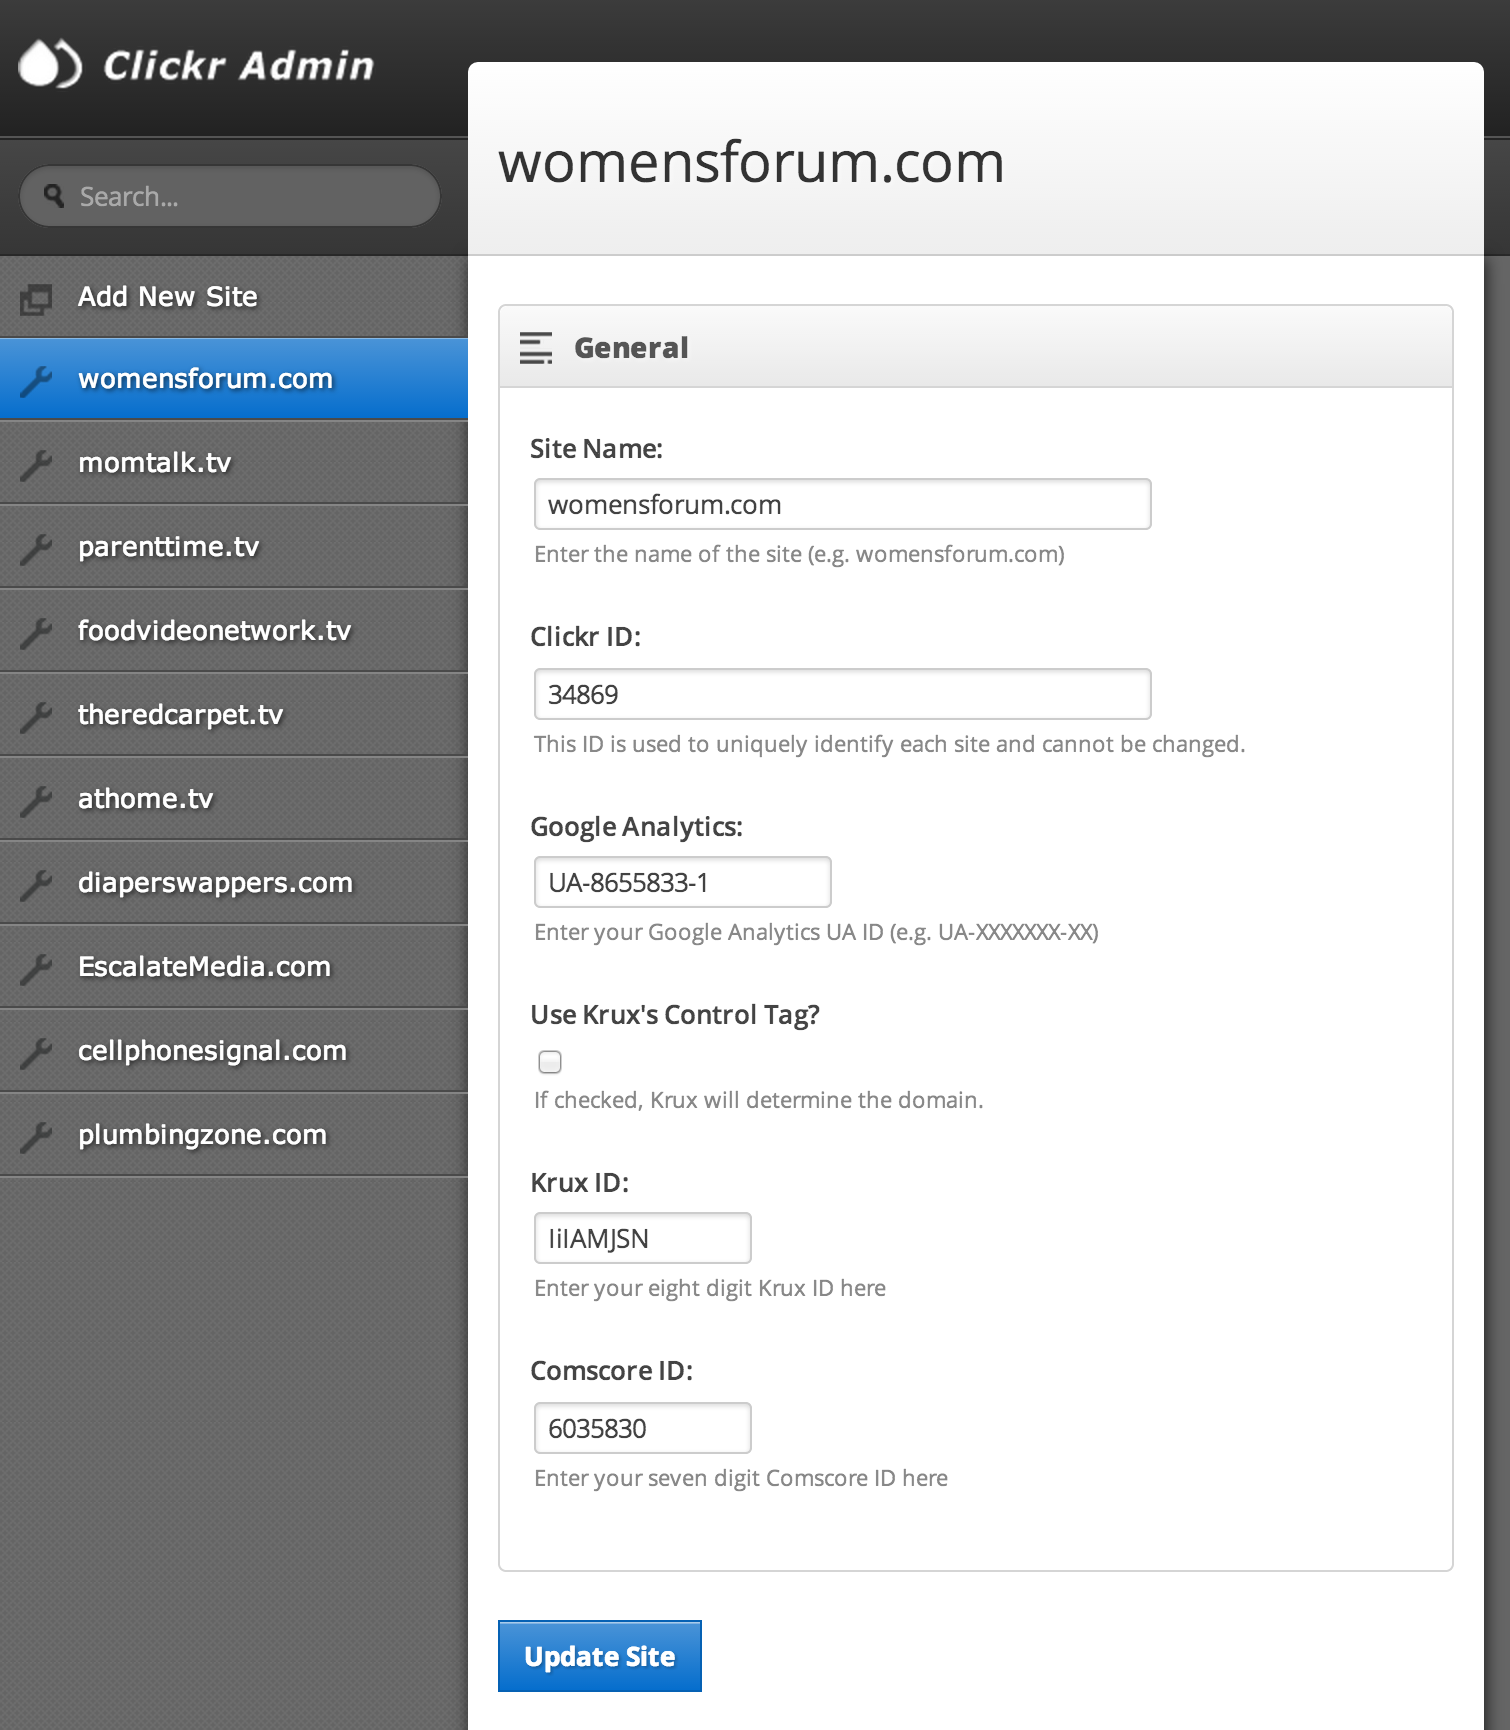 Clickr Admin
Search...
Add New Site
womensforum.com
momtalk.tv
parenttime.tv
foodvideonetwork.tv
theredcarpet.tv
athome.tv
diaperswappers.com
EscalateMedia.com
cellphonesignal.com
plumbingzone.com
womensforum.com
General
Site Name:
womensforum.com
Enter the name of the site (e.g. womensforum.com)
Clickr ID:
34869
This ID is used to uniquely identify each site and cannot be changed.
Google Analytics:
UA-8655833-1
Enter your Google Analytics UA ID (e.g. UA-XXXXXXX-XX)
Use Krux's Control Tag?
If checked, Krux will determine the domain.
Krux ID:
IiIAMJSN
Enter your eight digit Krux ID here
Comscore ID:
6035830
Enter your seven digit Comscore ID here
Update Site